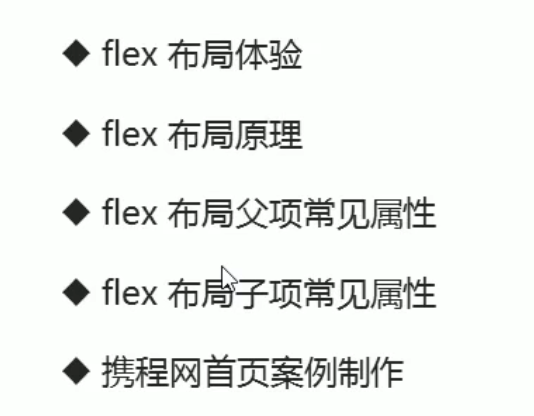 ◆ flex 布局体验
◆ flex 布局原理
◆ flex 布局父项常见属性
◆ flex 布局子项常见属性
◆ 携程网首页案例制作